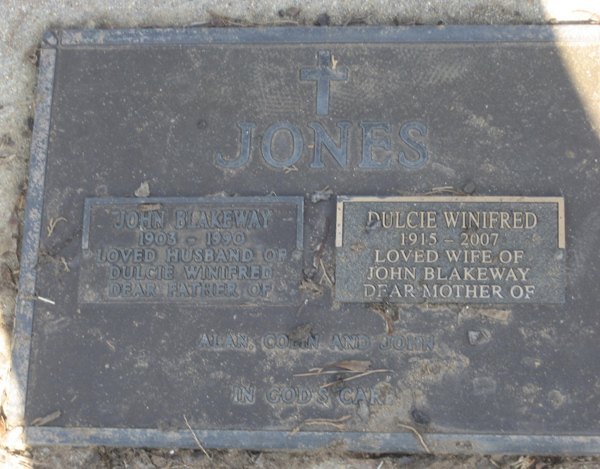 JONES
JOHN BLAKEWAY
1903 - 1990
LOVED HUSBAND OF
DULCIE WINIFRED
DEAR FATHER OF
DULCIE WINIFRED
1915 - 2007
LOVED WIFE OF
JOHN BLAKEWAY
DEAR MOTHER OF
ALAN, COLIN AND JOHN
IN GOD'S CARE